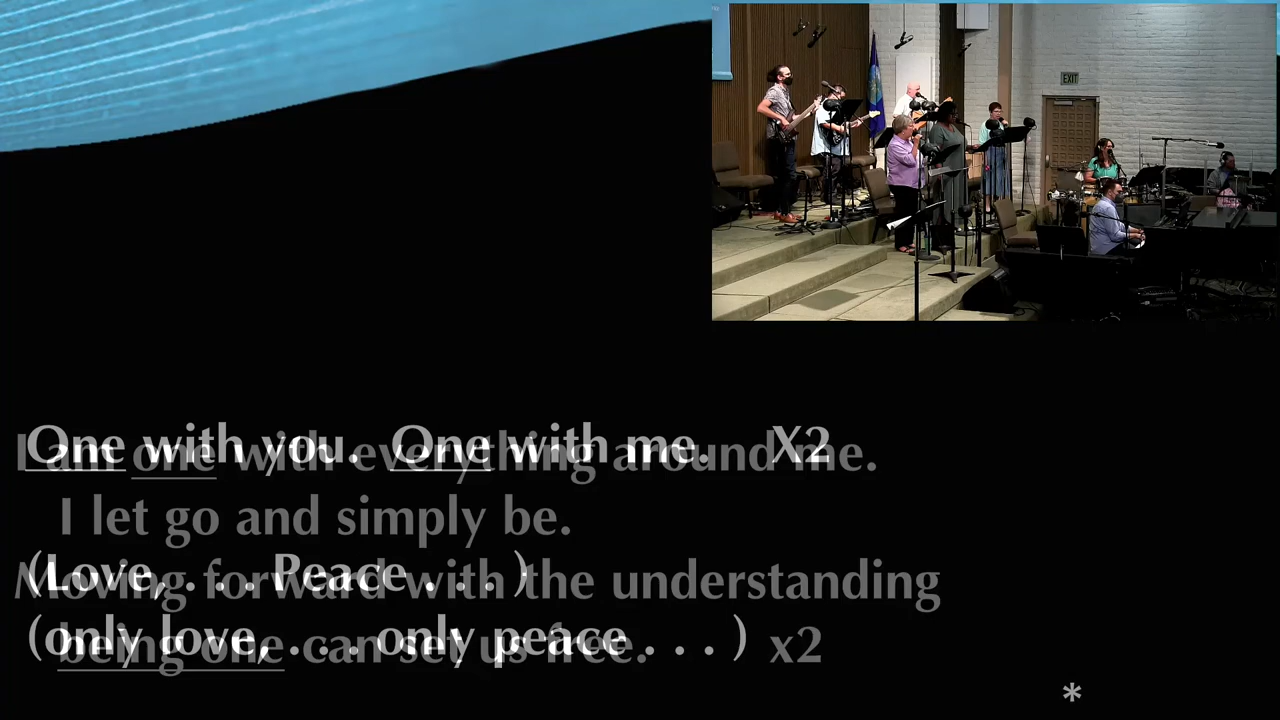 EXIT
One with you. One with me. X2
I am one with everything around me.
I let go and simply be.
(Love, . . . Peace . . . )
Moving forward with the understanding
(only love, . . . only peace . . . ) x2
being one can set us free.
*